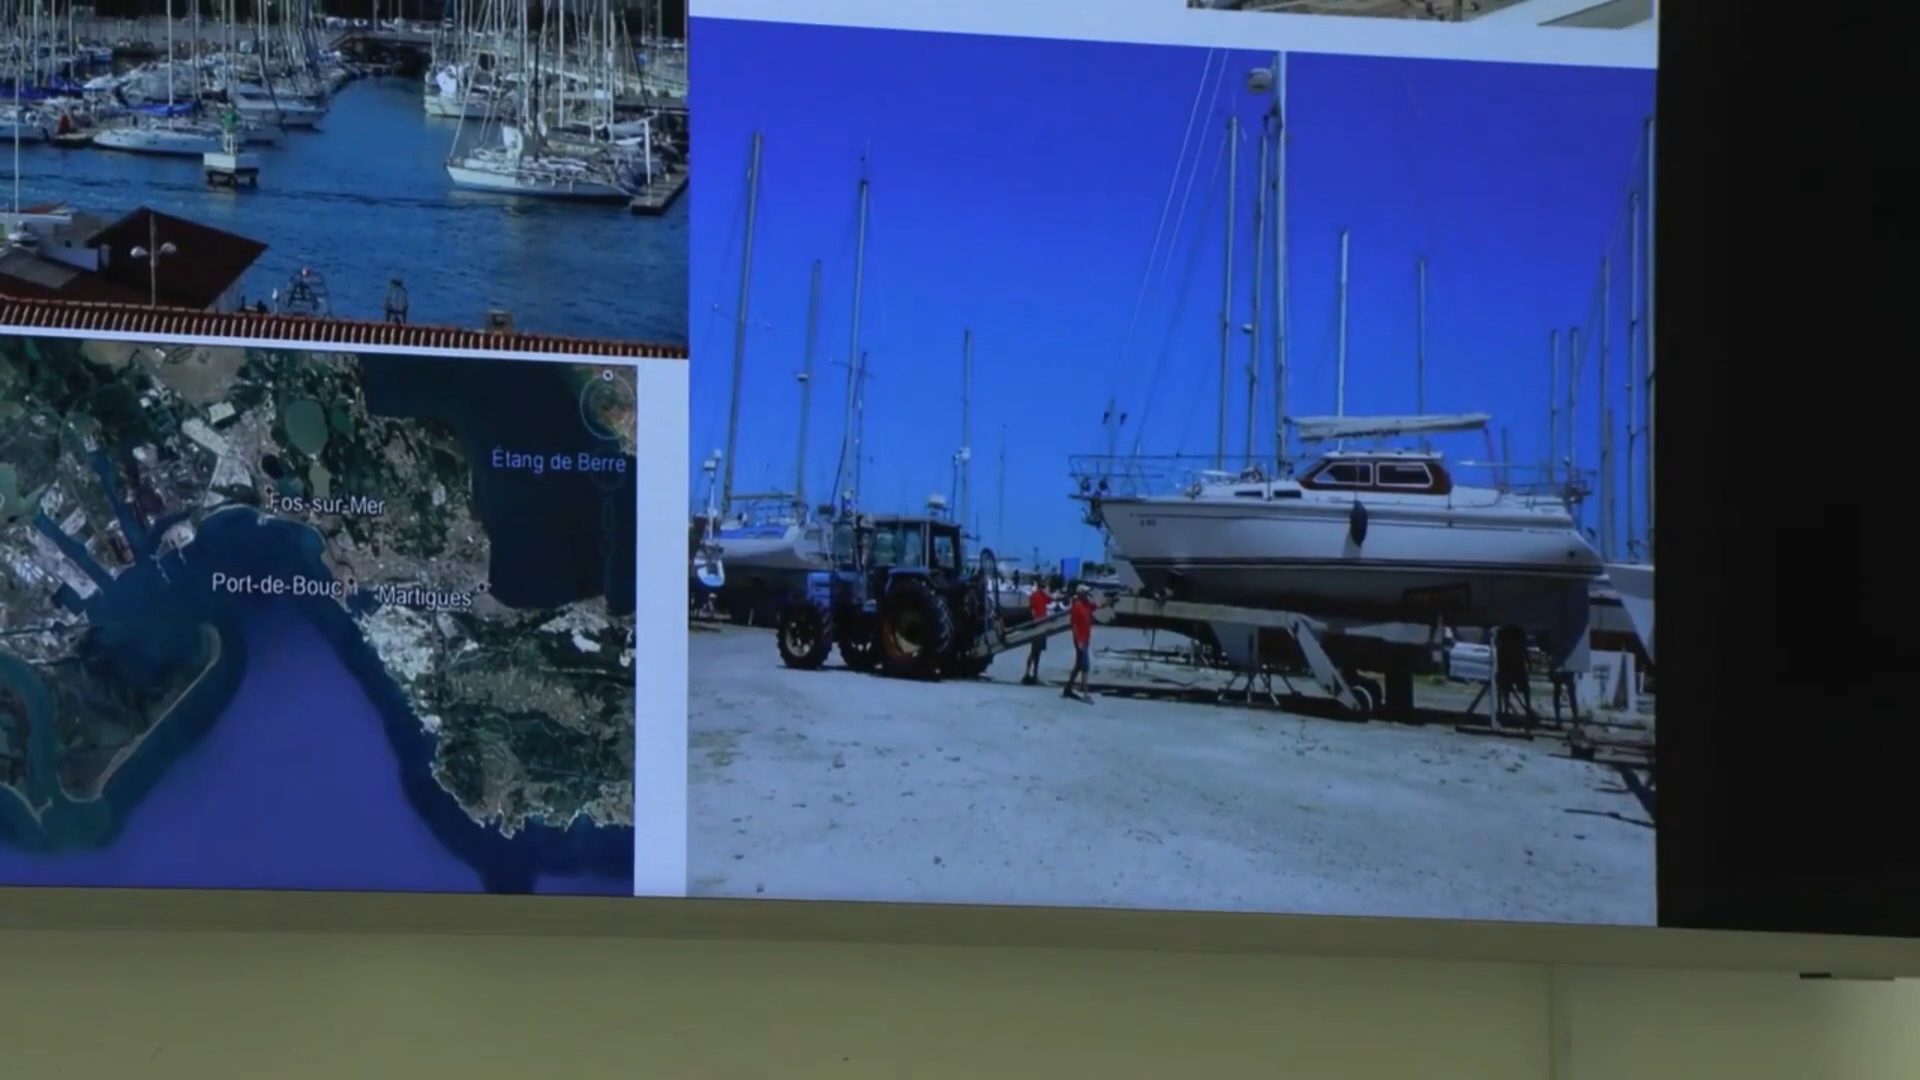 Étang de Berre
Fos-sur-Mer
Port-de-Bouc
Martigues